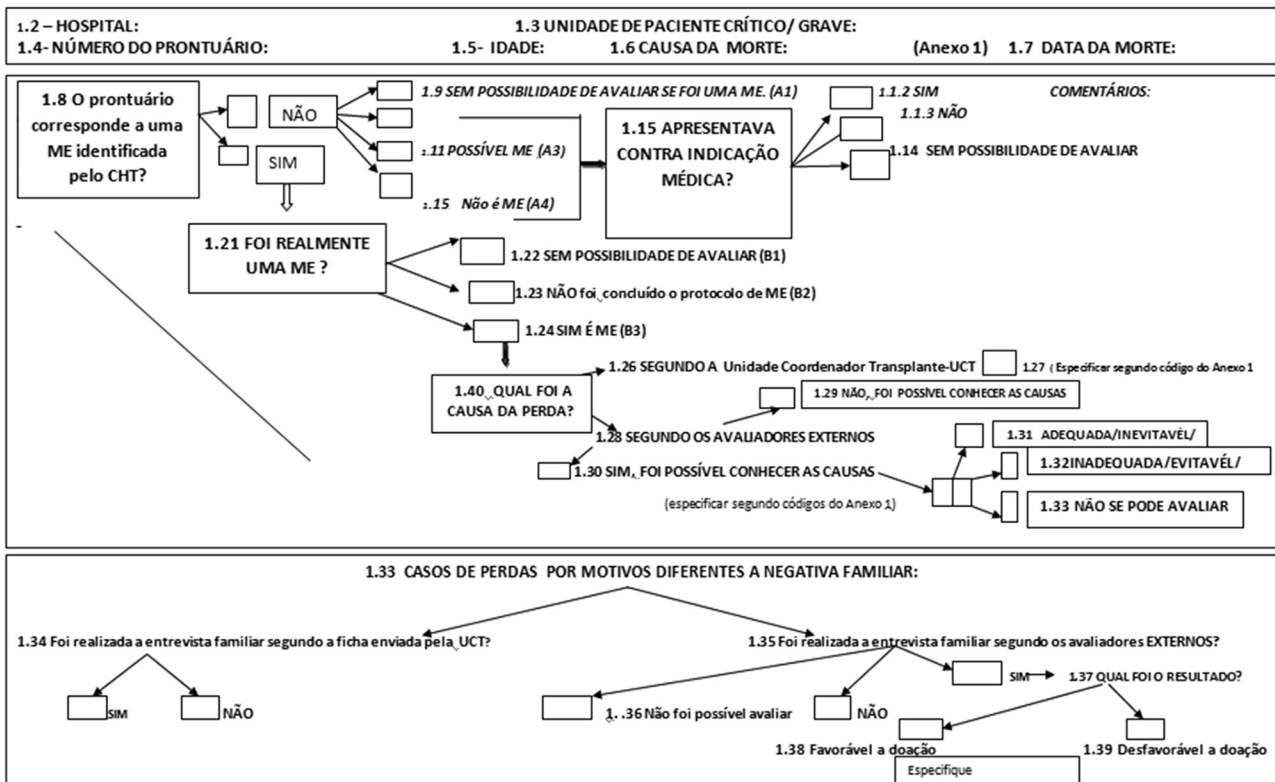 1.2 – HOSPITAL: 1.3 UNIDADE DE PACIENTE CRÍTICO/ GRAVE:
1.4- NÚMERO DO PRONTUÁRIO: 1.5- IDADE: 1.6 CAUSA DA MORTE: (Anexo 1) 1.7 DATA DA MORTE:
1.8 O prontuário
corresponde a uma
ME identificada
pelo CHT?
NÃO
SIM
1.9 SEM POSSIBILIDADE DE AVALIAR SE FOI UMA ME. (A1)
1.11 POSSÍVEL ME (A3)
1.15 Não é ME (A4)
1.15 APRESENTAVA
CONTRA INDICAÇÃO
MÉDICA?
1.1.2 SIM
1.1.3 NÃO
1.14 SEM POSSIBILIDADE DE AVALIAR
COMENTÁRIOS:
-
1.21 FOI REALMENTE
UMA ME ?
1.22 SEM POSSIBILIDADE DE AVALIAR (B1)
1.23 NÃO foi concluído o protocolo de ME (B2)
1.24 SIM É ME (B3)
1.40 QUAL FOI A
CAUSA DA PERDA?
1.26 SEGUNDO A Unidade Coordenador Transplante-UCT
1.27 ( Especificar segundo código do Anexo 1
1.29 NÃO, FOI POSSÍVEL CONHECER AS CAUSAS
1.28 SEGUNDO OS AVALIADORES EXTERNOS
1.30 SIM, FOI POSSÍVEL CONHECER AS CAUSAS
(especificar segundo códigos do Anexo 1)
1.31 ADEQUADA/INEVITAVÉL/
1.32INADEQUADA/EVITAVÉL/
1.33 NÃO SE PODE AVALIAR
1.33 CASOS DE PERDAS POR MOTIVOS DIFERENTES A NEGATIVA FAMILIAR:
1.34 Foi realizada a entrevista familiar segundo a ficha enviada pela UCT?
SIM
NÃO
1.35 Foi realizada a entrevista familiar segundo os avaliadores EXTERNOS?
1. .36 Não foi possível avaliar
NÃO
SIM
1.37 QUAL FOI O RESULTADO?
1.38 Favorável a doação
1.39 Desfavorável a doação
Especifique